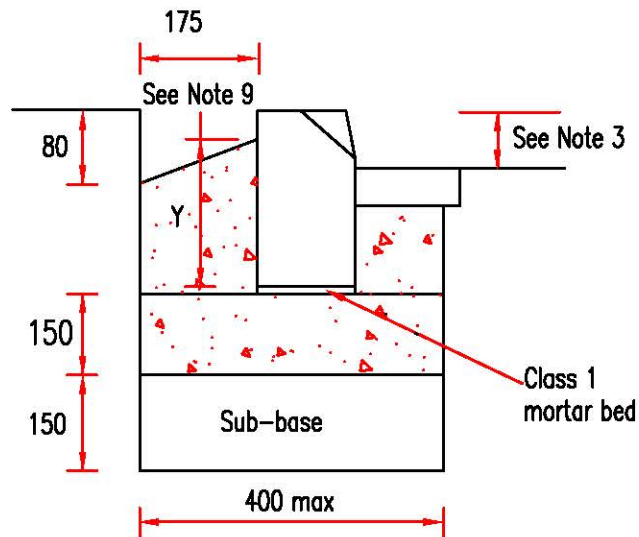 175
See Note 9
80
See Note 3
Y
150
Class 1
mortar bed
150
Sub-base
400 max